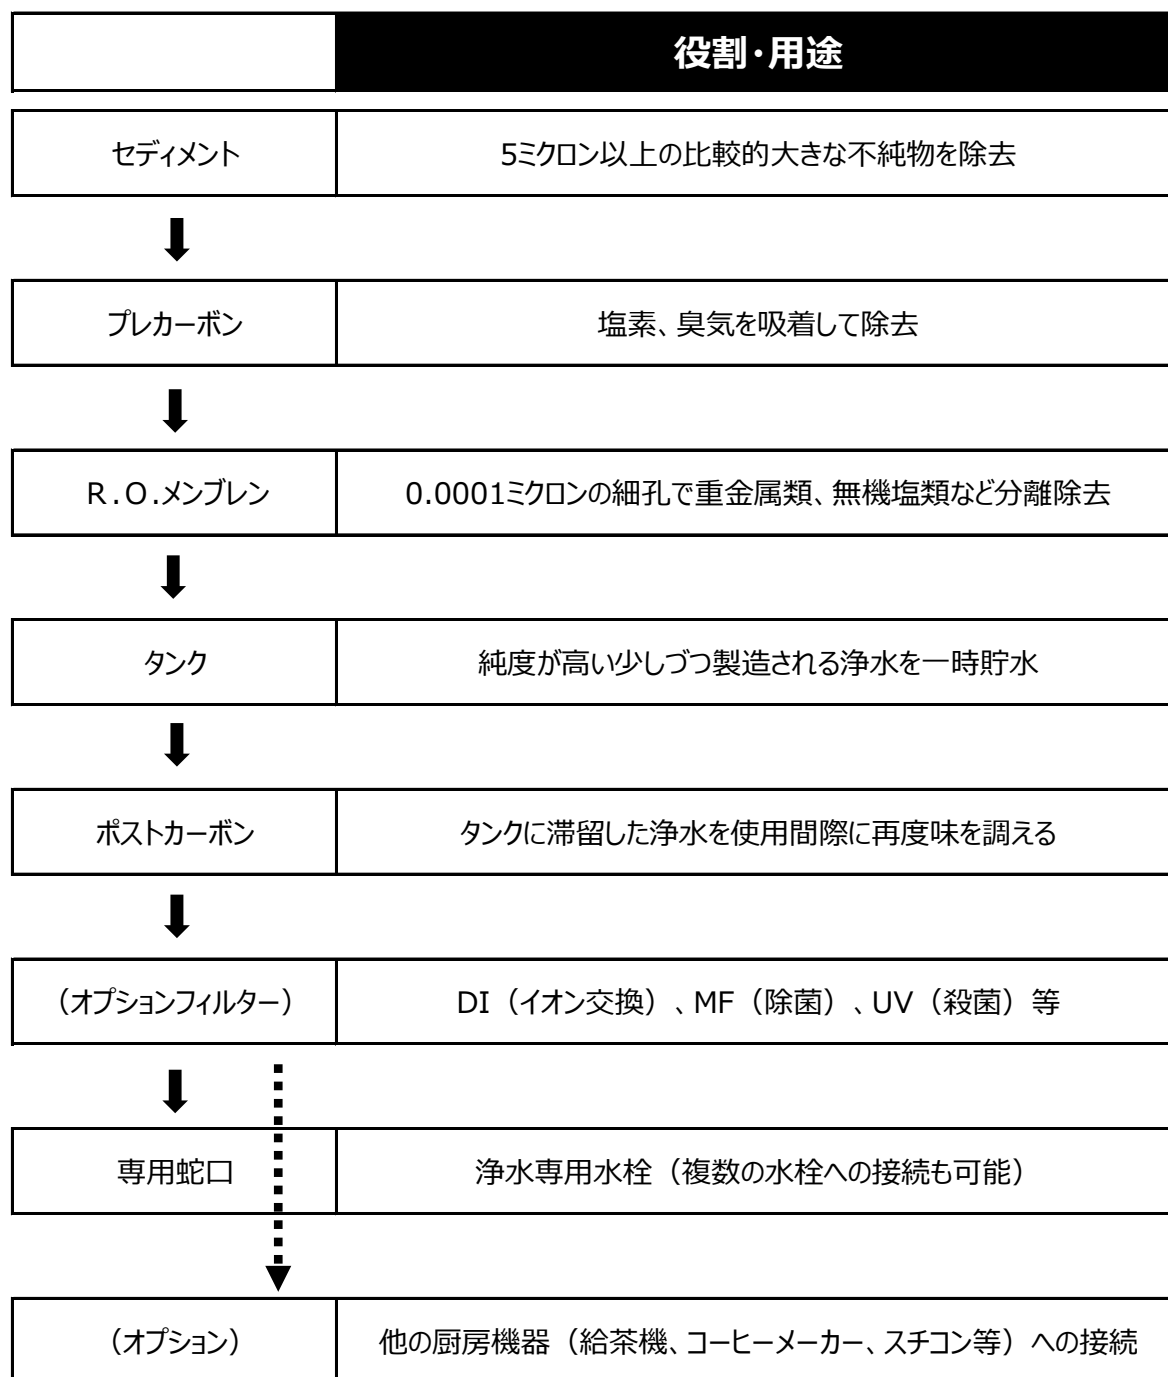 役割・用途
セディメント 5ミクロン以上の比較的大きな不純物を除去
プレカーボン 塩素、臭気を吸着して除去
R.O.メンブレン 0.0001ミクロンの細孔で重金属類、無機塩類など分離除去
タンク 純度が高い少しづつ製造される浄水を一時貯水
ポストカーボン タンクに滞留した浄水を使用間際に再度味を調える
（オプションフィルター） DI（イオン交換）、MF（除菌）、UV（殺菌）等
専用蛇口 浄水専用水栓（複数の水栓への接続も可能）
（オプション） 他の厨房機器（給茶機、コーヒーメーカー、スチコン等）への接続